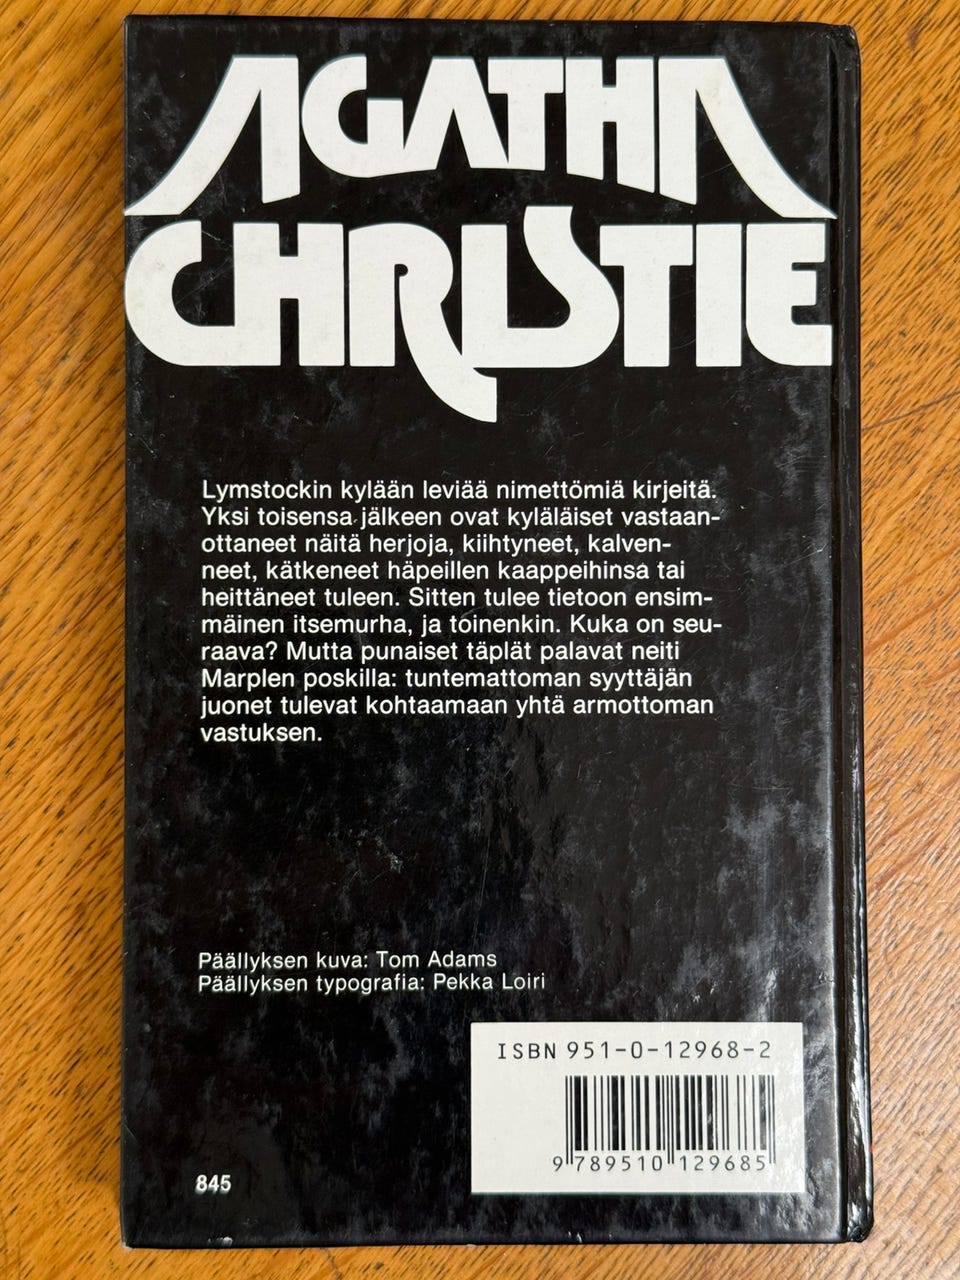 AGATHA
CHRISTIE
Lymstockin kylään leviää nimettömiä kirjeitä.
Yksi toisensa jälkeen ovat kyläläiset vastaan-
ottaneet näitä herjoja, kiihtyneet, kalven-
neet, kätkeneet häpeillen kaappeihinsa tai
heittäneet tuleen. Sitten tulee tietoon ensim-
mäinen itsemurha, ja toinenkin. Kuka on seu-
raava? Mutta punaiset täplät palavat neiti
Marplen poskilla: tuntemattoman syyttäjän
juonet tulevat kohtaamaan yhtä armottoman
vastuksen.
Päällyksen kuva: Tom Adams
Päällyksen typografia: Pekka Loiri
ISBN 951-0-12968-2
9 789510 129685
845